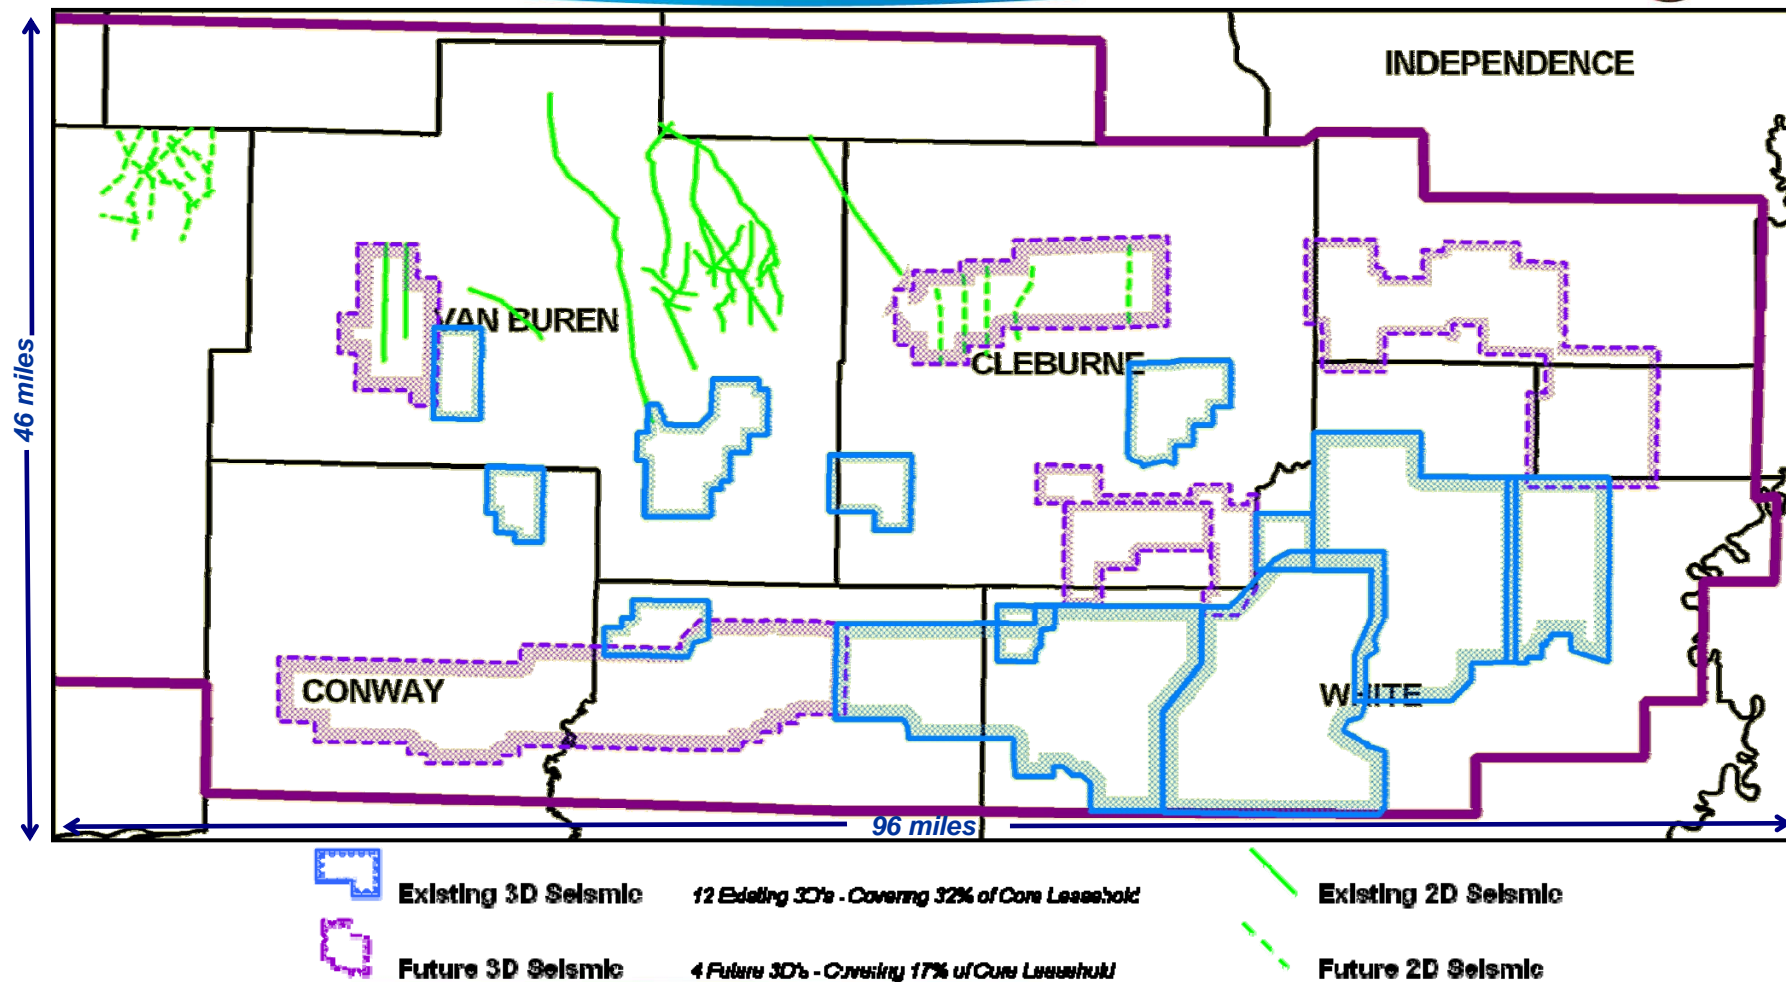 INDEPENDENCE
VAN BUREN
CLEBURNE
46 miles
CONWAY
WHITE
96 miles
Existing 3D Seismic
12 Existing 3D's - Covering 32% of Core Leasehold
Existing 2D Seismic
Future 3D Seismic
4 Future 3D's - Covering 17% of Core Leasehold
Future 2D Seismic